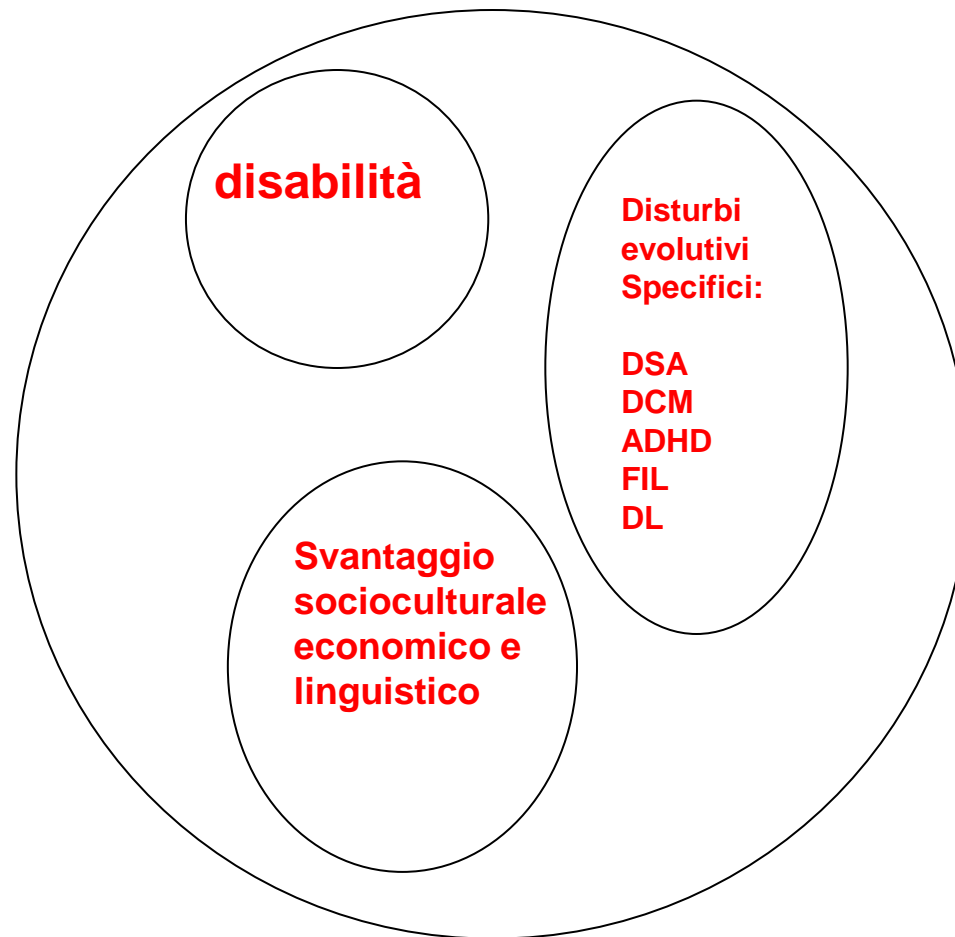 disabilità
Disturbi
evolutivi
Specifici:
DSA
DCM
ADHD
FIL
DL
Svantaggio
socioculturale
economico e
linguistico